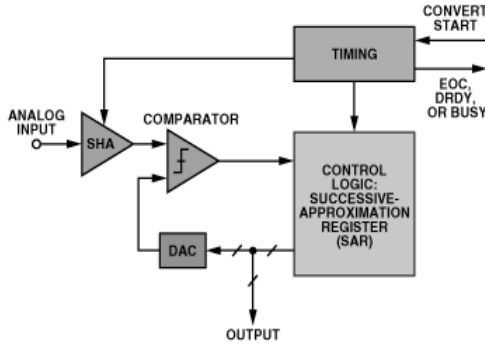 CONVERT
START
TIMING
EOC,
DRDY,
OR BUSY
ANALOG
INPUT
SHA
COMPARATOR
CONTROL
LOGIC:
SUCCESSIVE-
APPROXIMATION
REGISTER
(SAR)
DAC
OUTPUT